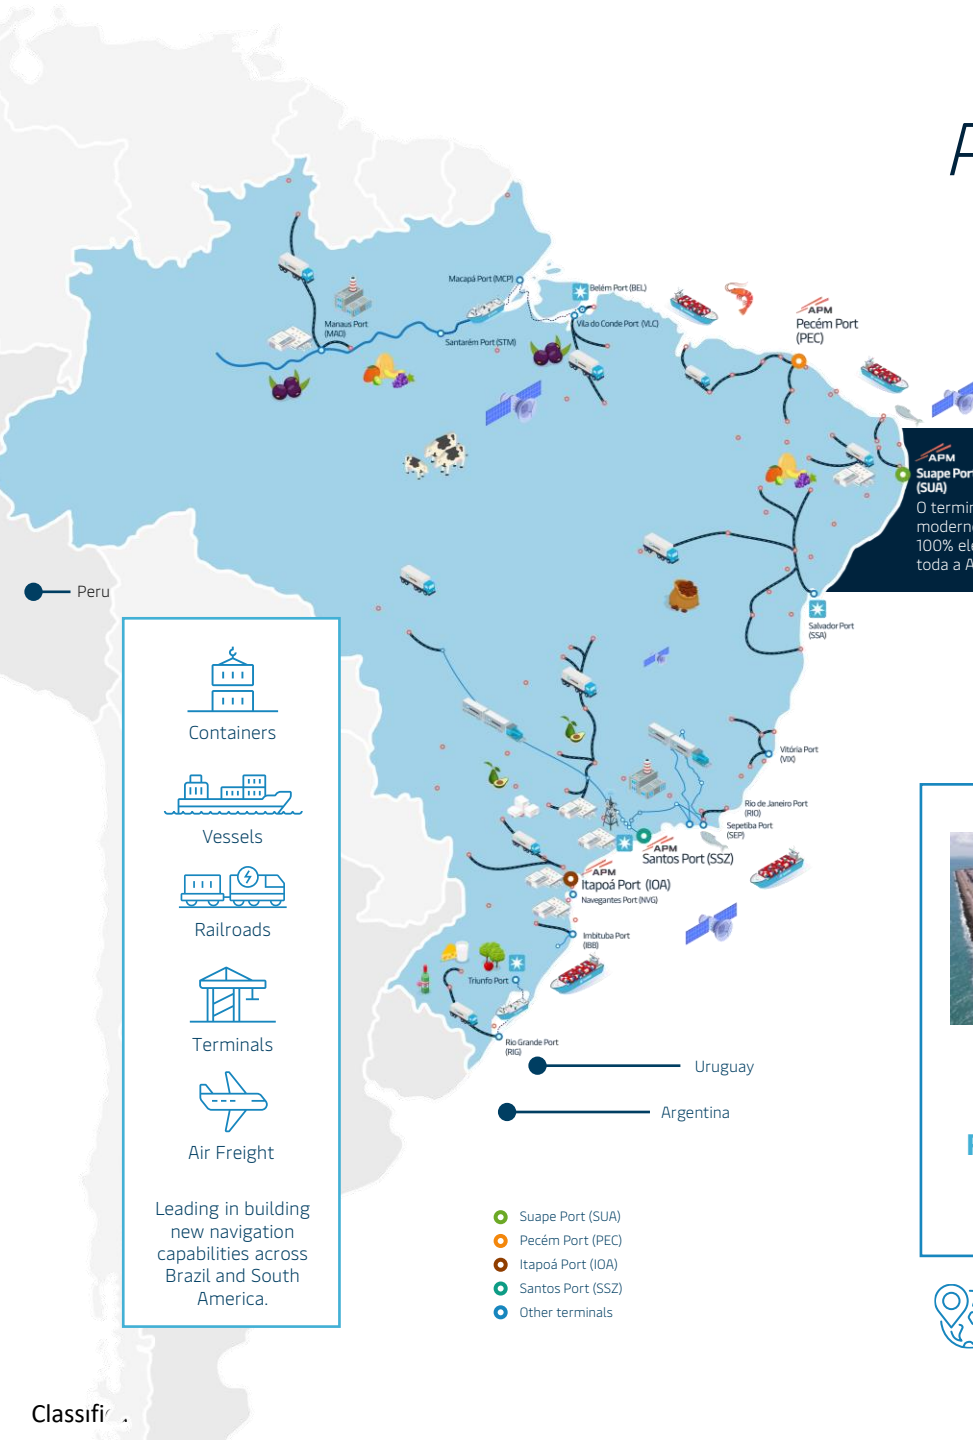 Macapá Port (MCP)
Belém Port (BEL)
Manaus Port
(MAO)
Vila do Conde Port (VLC)
Santarém Port (STM)
APM
Pecém Port
(PEC)
APM
Suape Port
(SUA)
O termin
moderno
100% ele
toda a A
Peru
Salvador Port
(SSA)
Containers
Vessels
Railroads
Terminals
Air Freight
Leading in building
new navigation
capabilities across
Brazil and South
America.
Vitória Port
(VIX)
Rio de Janeiro Port
(RIO)
Sepetiba Port
(SEP)
APM
Santos Port (SSZ)
APM
Itapoá Port (IOA)
Navegantes Port (NVG)
Imbituba Port
(IBB)
Triunfo Port
Rio Grande Port
(RIG)
Uruguay
Argentina
Suape Port (SUA)
Pecém Port (PEC)
Itapoá Port (IOA)
Santos Port (SSZ)
Other terminals